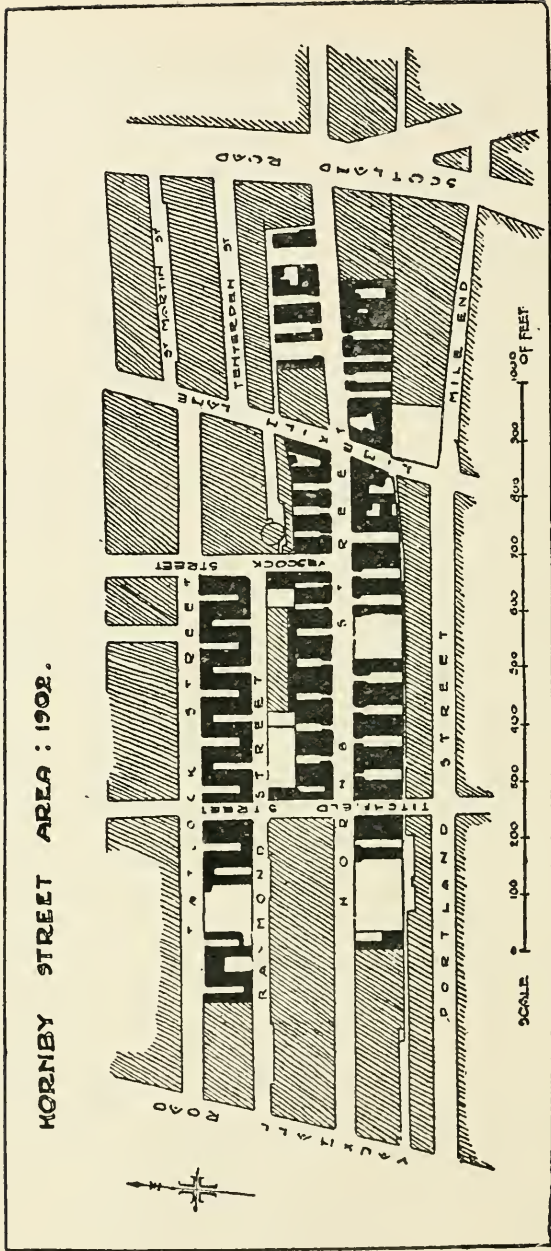 HORNBY STREET AREA : 1902.
N
ST MARTIN ST
TENTERDEN ST
SCOTLAND ROAD
LIMEKILN LANE
TATLOCK STREET
YESCOCK STREET
RAYMOND STREET
TITCHFIELD STREET
HORNBY STREET
VAUXHALL ROAD
PORTLAND STREET
MILE END
SCALE 0 100 200 300 400 500 600 700 800 900 1000 OF FEET